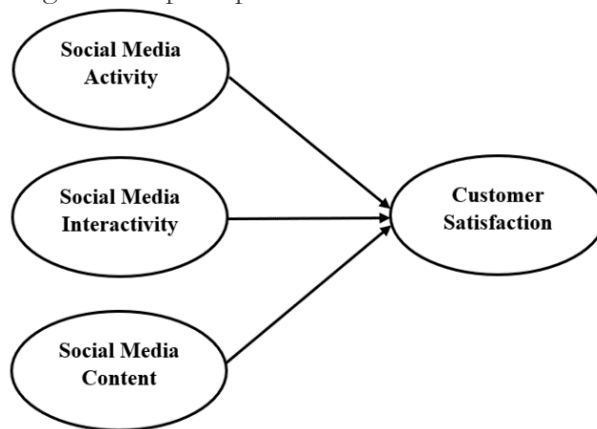 Social Media
Activity
Social Media
Interactivity
Customer
Satisfaction
Social Media
Content